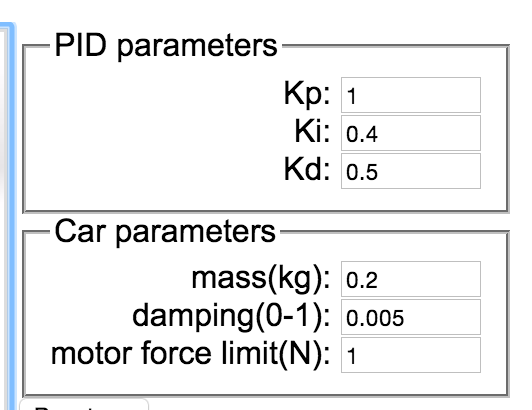 PID parameters
Kp: 1
Ki: 0.4
Kd: 0.5
Car parameters
mass(kg): 0.2
damping(0-1): 0.005
motor force limit(N): 1